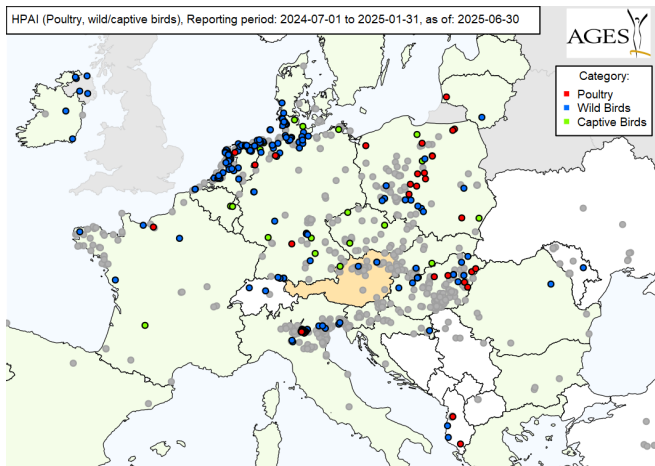 HPAI (Poultry, wild/captive birds), Reporting period: 2024-07-01 to 2025-01-31, as of: 2025-06-30
AGES
Category:
Poultry
Wild Birds
Captive Birds